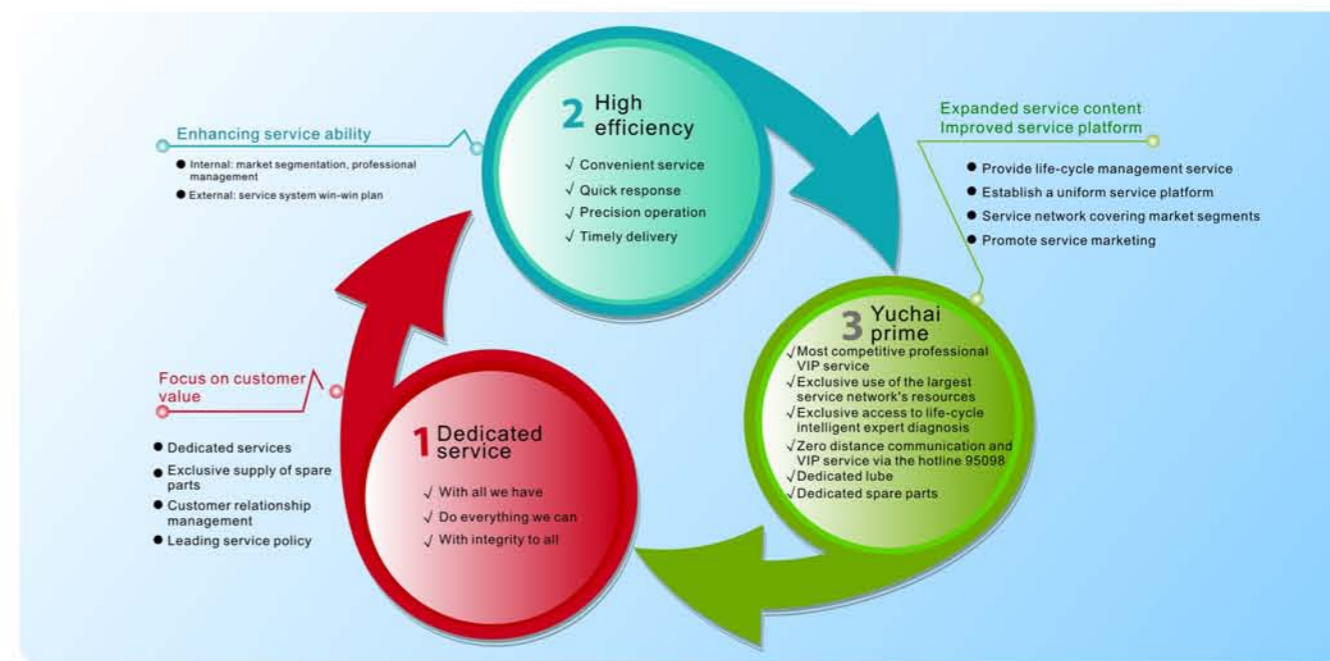 2 High
efficiency
√ Convenient service
√ Quick response
√ Precision operation
√ Timely delivery
Enhancing service ability
● Internal: market segmentation, professional
management
● External: service system win-win plan
Expanded service content
Improved service platform
● Provide life-cycle management service
● Establish a uniform service platform
● Service network covering market segments
● Promote service marketing
3 Yuchai
prime
√Most competitive professional
VIP service
√Exclusive use of the largest
service network's resources
√Exclusive access to life-cycle
intelligent expert diagnosis
√Zero distance communication and
VIP service via the hotline 95098
√Dedicated lube
√Dedicated spare parts
Focus on customer
value
● Dedicated services
● Exclusive supply of spare
parts
● Customer relationship
management
● Leading service policy
1 Dedicated
service
√ With all we have
√ Do everything we can
√ With integrity to all